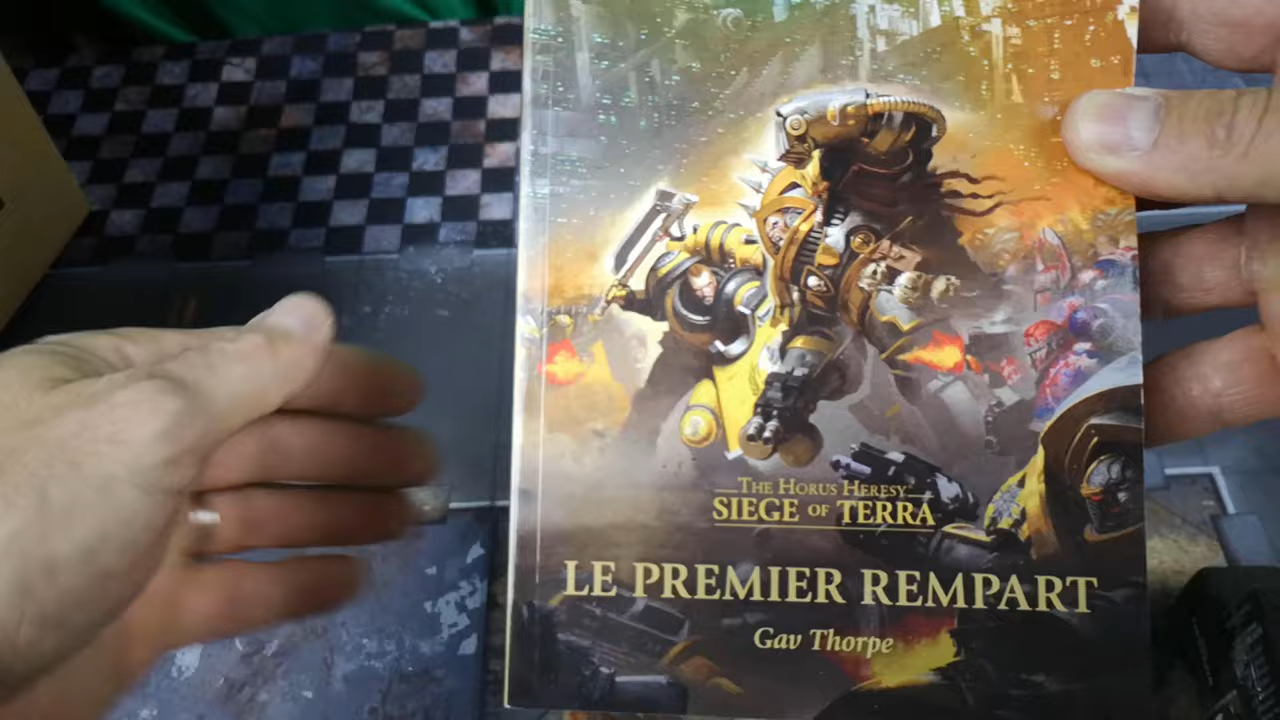 THE HORUS HERESY
SIEGE OF TERRA
LE PREMIER REMPART
Gav Thorpe